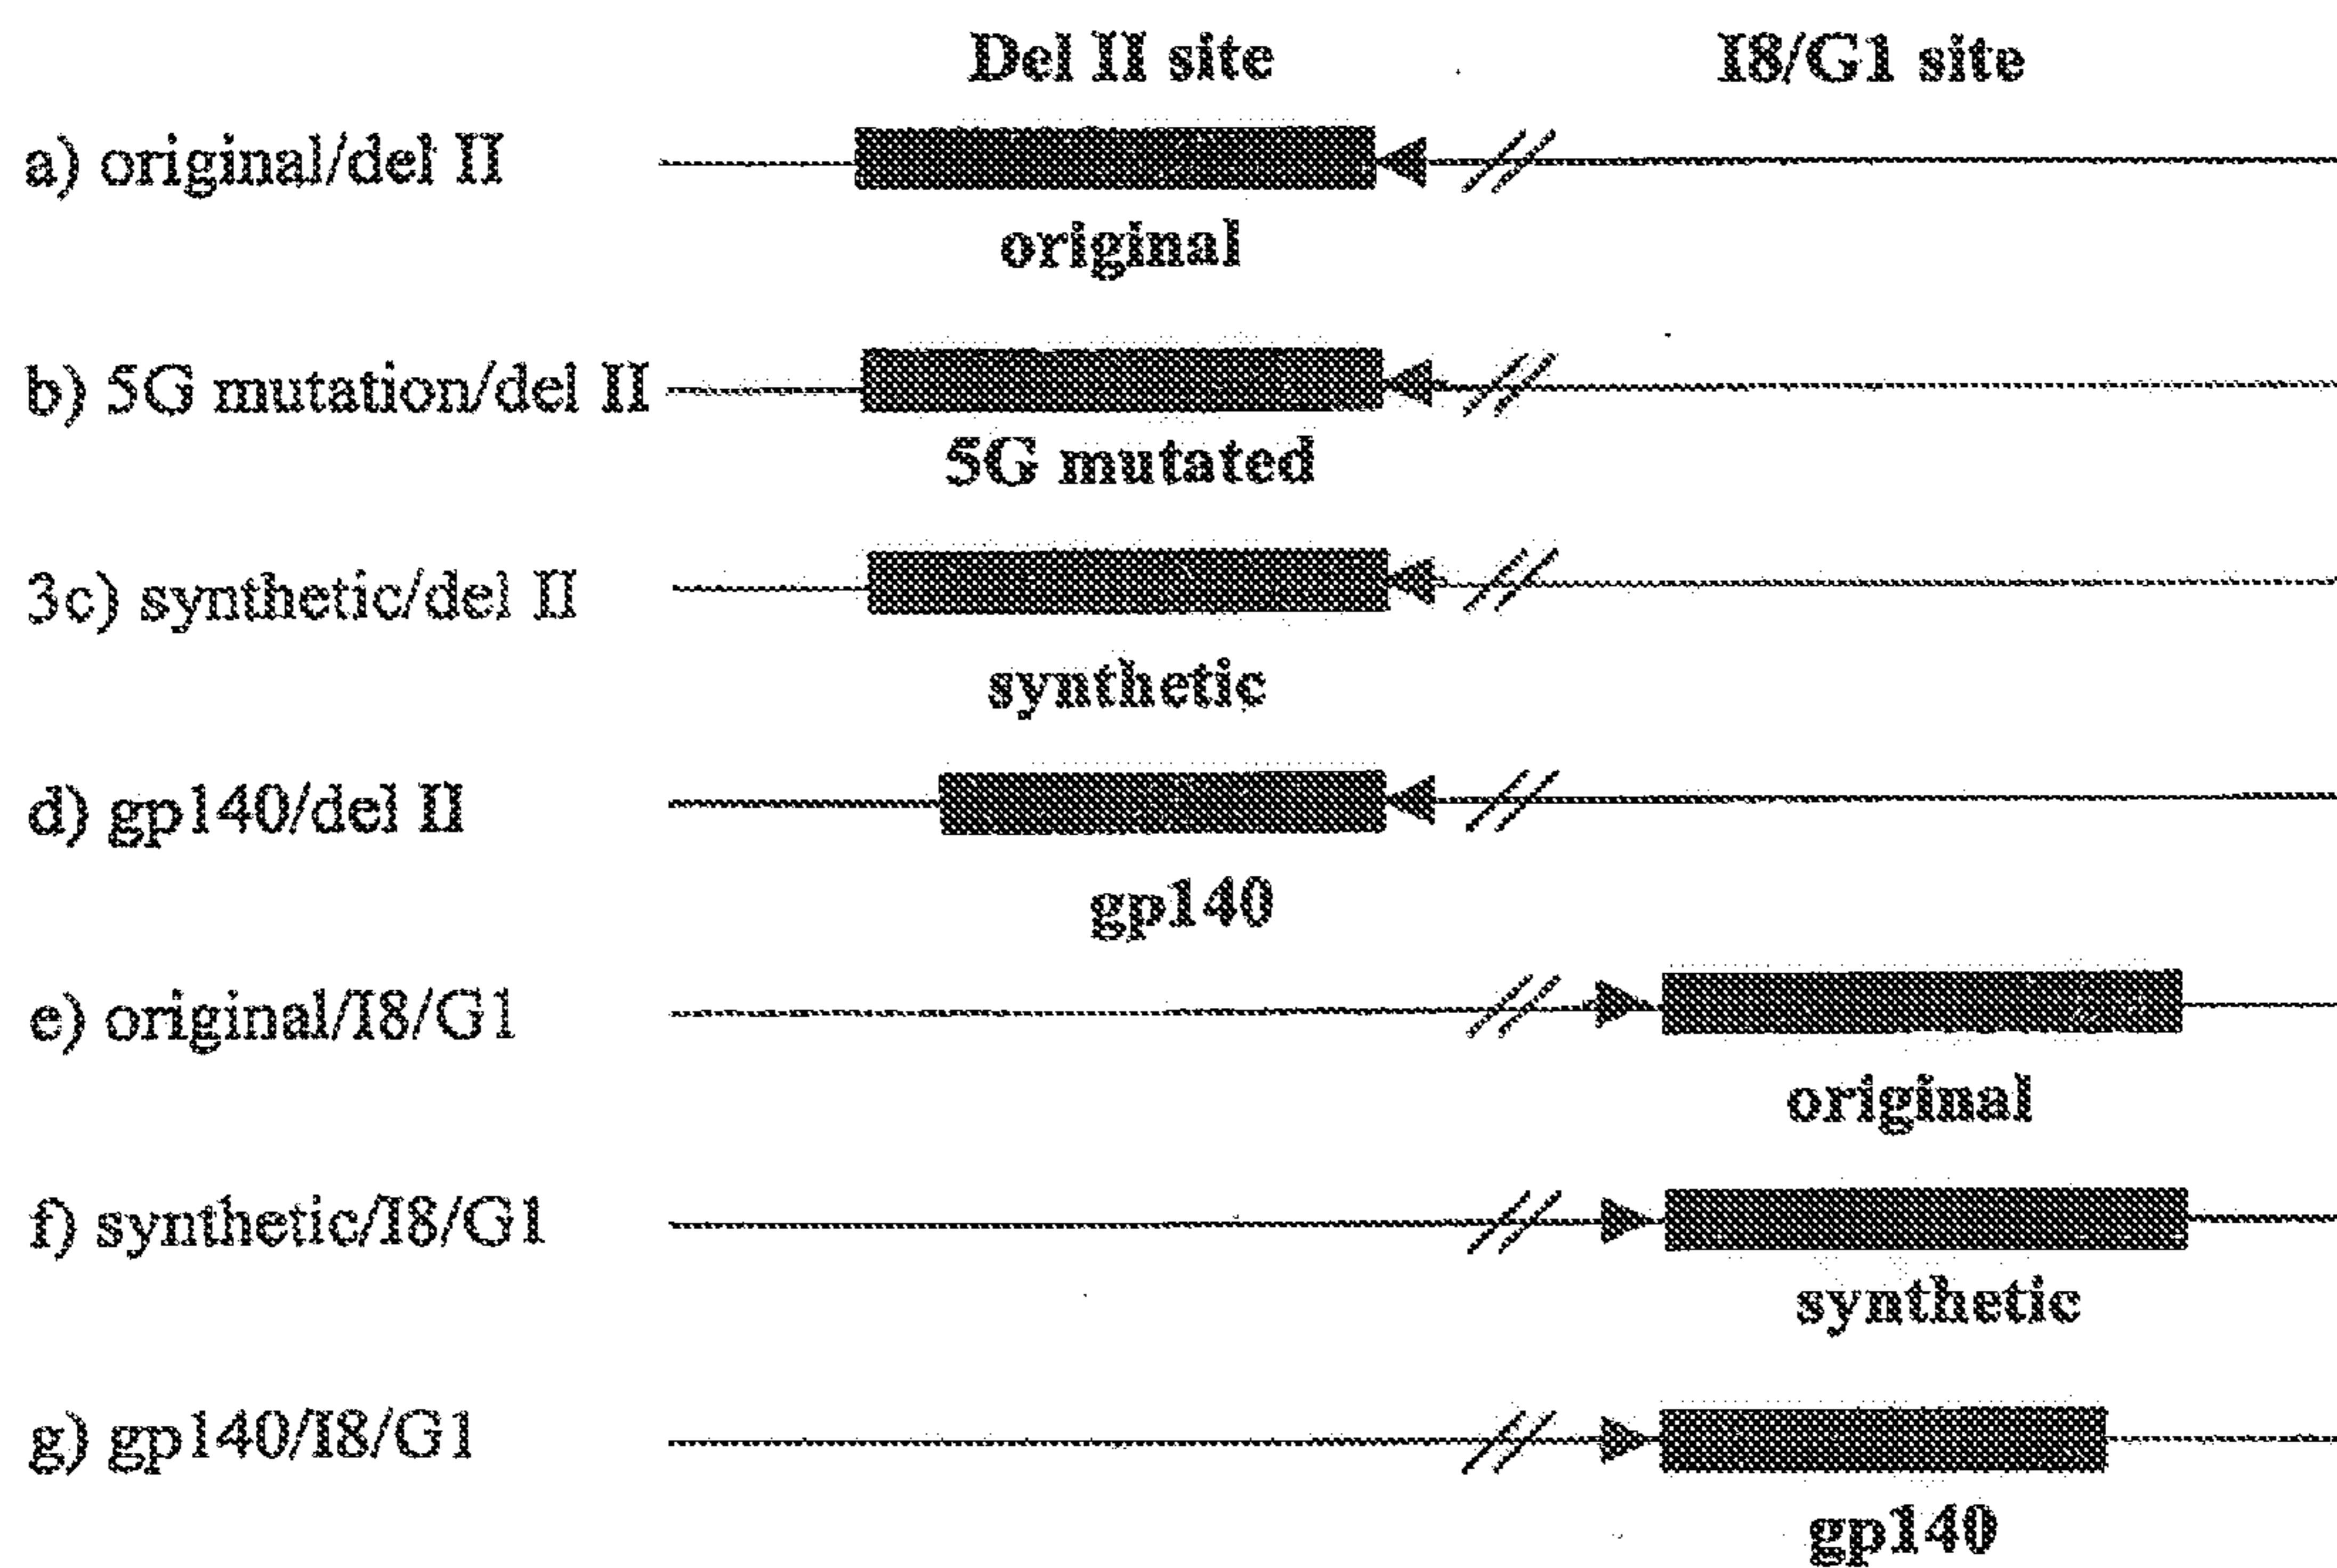 Del II site I8/G1 site
a) original/del II
original
b) 5G mutation/del II
5G mutated
3c) synthetic/del II
synthetic
d) gp140/del II
gp140
e) original/I8/G1
original
f) synthetic/I8/G1
synthetic
g) gp140/I8/G1
gp140